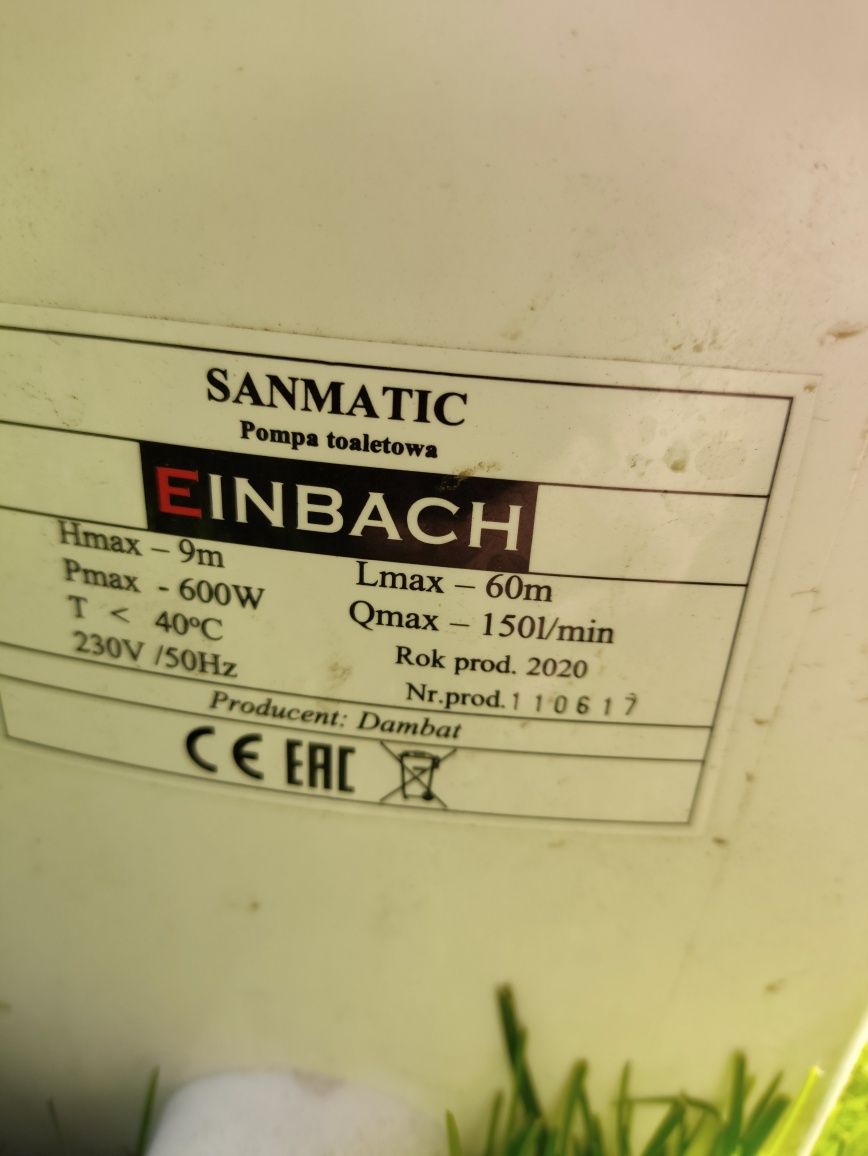 SANMATIC
Pompa toaletowa
EINBACH
Hmax – 9m
Lmax – 60m
Pmax - 600W
Qmax – 150l/min
T < 40ºC
Rok prod. 2020
230V /50Hz
Nr.prod. 110617
Producent: Dambat
CE EAC